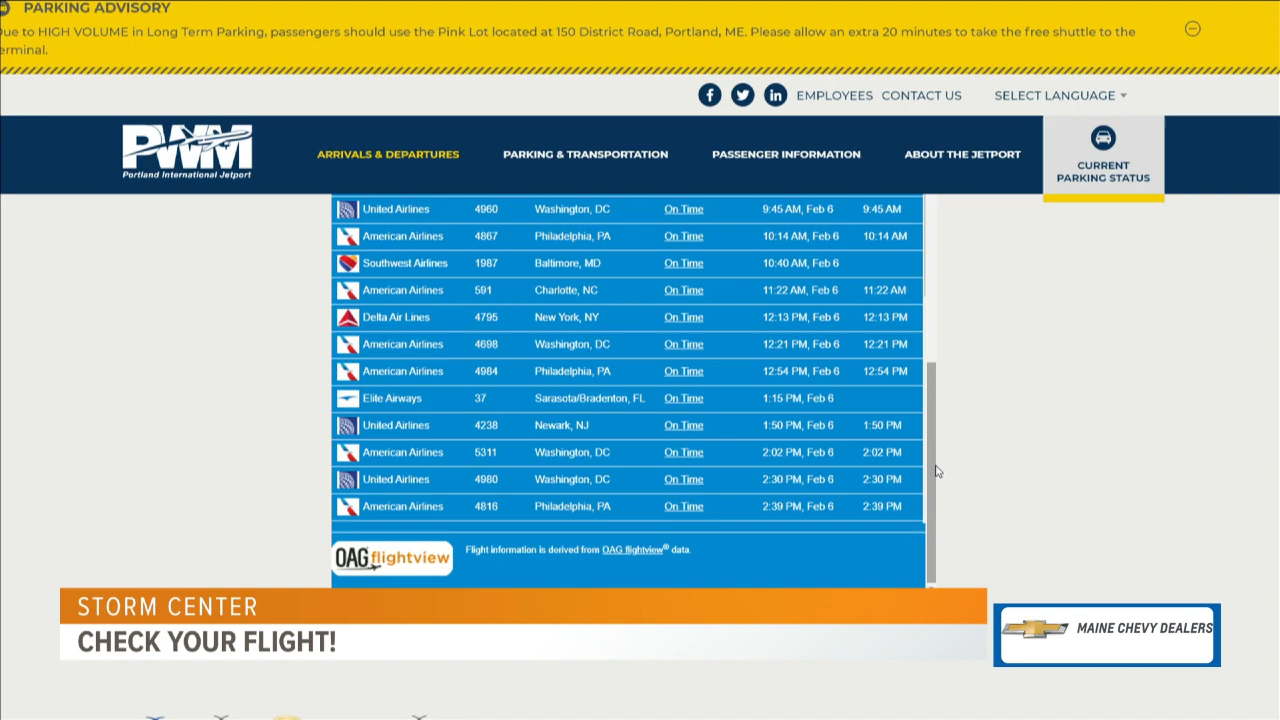 PARKING ADVISORY
ue to HIGH VOLUME in Long Term Parking, passengers should use the Pink Lot located at 150 District Road, Portland, ME. Please allow an extra 20 minutes to take the free shuttle to the
erminal.
EMPLOYEES CONTACT US SELECT LANGUAGE
PWM
Portland International Jetport
ARRIVALS & DEPARTURES PARKING & TRANSPORTATION PASSENGER INFORMATION ABOUT THE JETPORT
CURRENT
PARKING STATUS
United Airlines 4960 Washington, DC On Time 9:45 AM, Feb 6 9:45 AM
American Airlines 4867 Philadelphia, PA On Time 10:14 AM, Feb 6 10:14 AM
Southwest Airlines 1987 Baltimore, MD On Time 10:40 AM, Feb 6
American Airlines 591 Charlotte, NC On Time 11:22 AM, Feb 6 11:22 AM
Delta Air Lines 4795 New York, NY On Time 12:13 PM, Feb 6 12:13 PM
American Airlines 4698 Washington, DC On Time 12:21 PM, Feb 6 12:21 PM
American Airlines 4984 Philadelphia, PA On Time 12:54 PM, Feb 6 12:54 PM
Elite Airways 37 Sarasota/Bradenton, FL On Time 1:15 PM, Feb 6
United Airlines 4238 Newark, NJ On Time 1:50 PM, Feb 6 1:50 PM
American Airlines 5311 Washington, DC On Time 2:02 PM, Feb 6 2:02 PM
United Airlines 4980 Washington, DC On Time 2:30 PM, Feb 6 2:30 PM
American Airlines 4816 Philadelphia, PA On Time 2:39 PM, Feb 6 2:39 PM
OAG flightview
Flight information is derived from OAG flightview® data.
STORM CENTER
CHECK YOUR FLIGHT!
MAINE CHEVY DEALERS